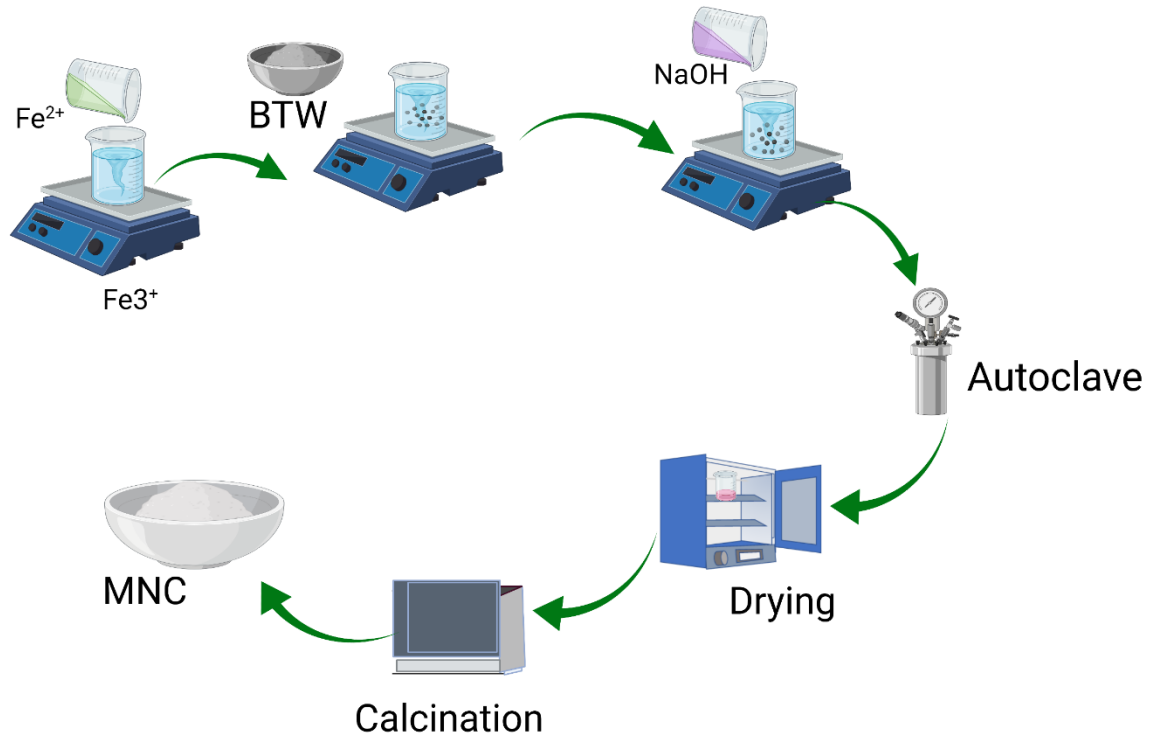 Fe²⁺
Fe3⁺
BTW
NaOH
Autoclave
Drying
Calcination
MNC